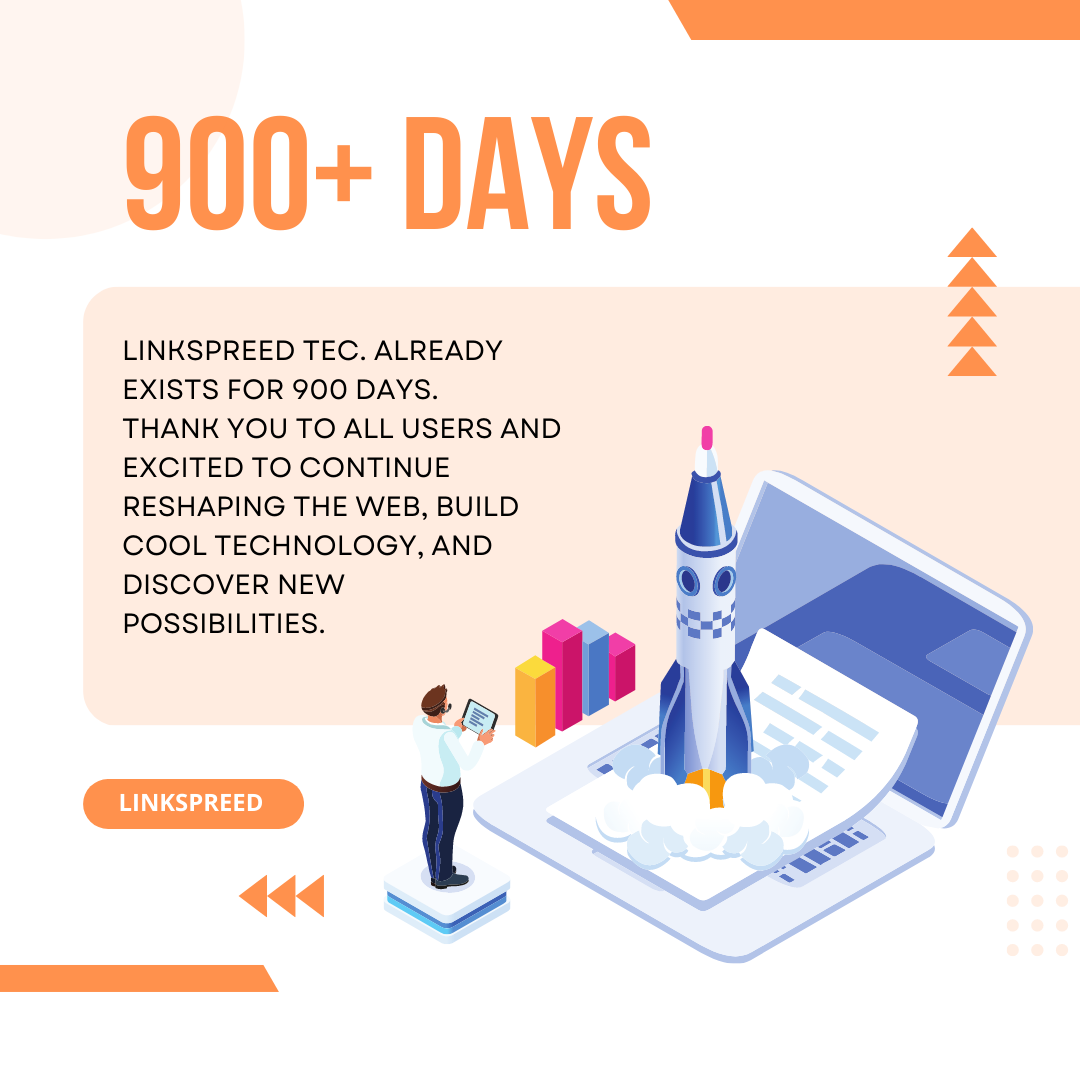 900+ DAYS
LINKSPREED TEC. ALREADY
EXISTS FOR 900 DAYS.
THANK YOU TO ALL USERS AND
EXCITED TO CONTINUE
RESHAPING THE WEB, BUILD
COOL TECHNOLOGY, AND
DISCOVER NEW
POSSIBILITIES.
LINKSPREED